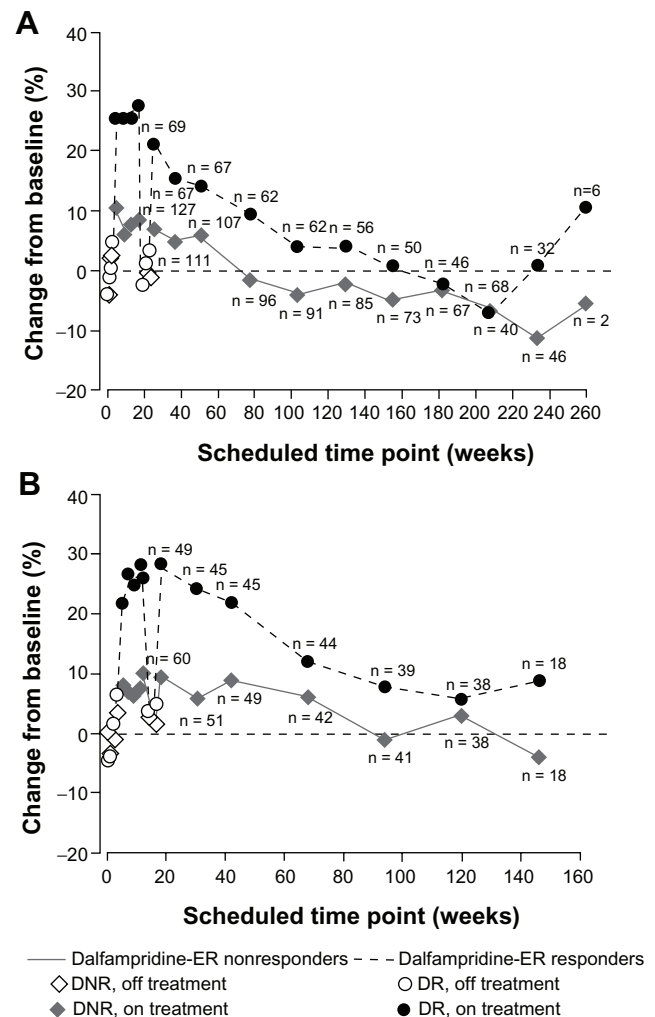 A
Change from baseline (%)
40
30
20
10
0
–10
–20
n = 69
n = 67
n = 67
n = 127
n = 107
n = 62
n = 111
n = 62
n = 56
n = 50
n = 46
n = 68
n = 32
n=6
n = 96
n = 91
n = 85
n = 73
n = 67
n = 40
n = 46
n = 2
0 20 40 60 80 100 120 140 160 180 200 220 240 260
Scheduled time point (weeks)
B
Change from baseline (%)
40
30
20
10
0
–10
–20
n = 49
n = 45
n = 45
n = 44
n = 39
n = 38
n = 18
n = 60
n = 51
n = 49
n = 42
n = 41
n = 38
n = 18
0 20 40 60 80 100 120 140 160
Scheduled time point (weeks)
Dalfampridine-ER nonresponders Dalfampridine-ER responders
DNR, off treatment DR, off treatment
DNR, on treatment DR, on treatment